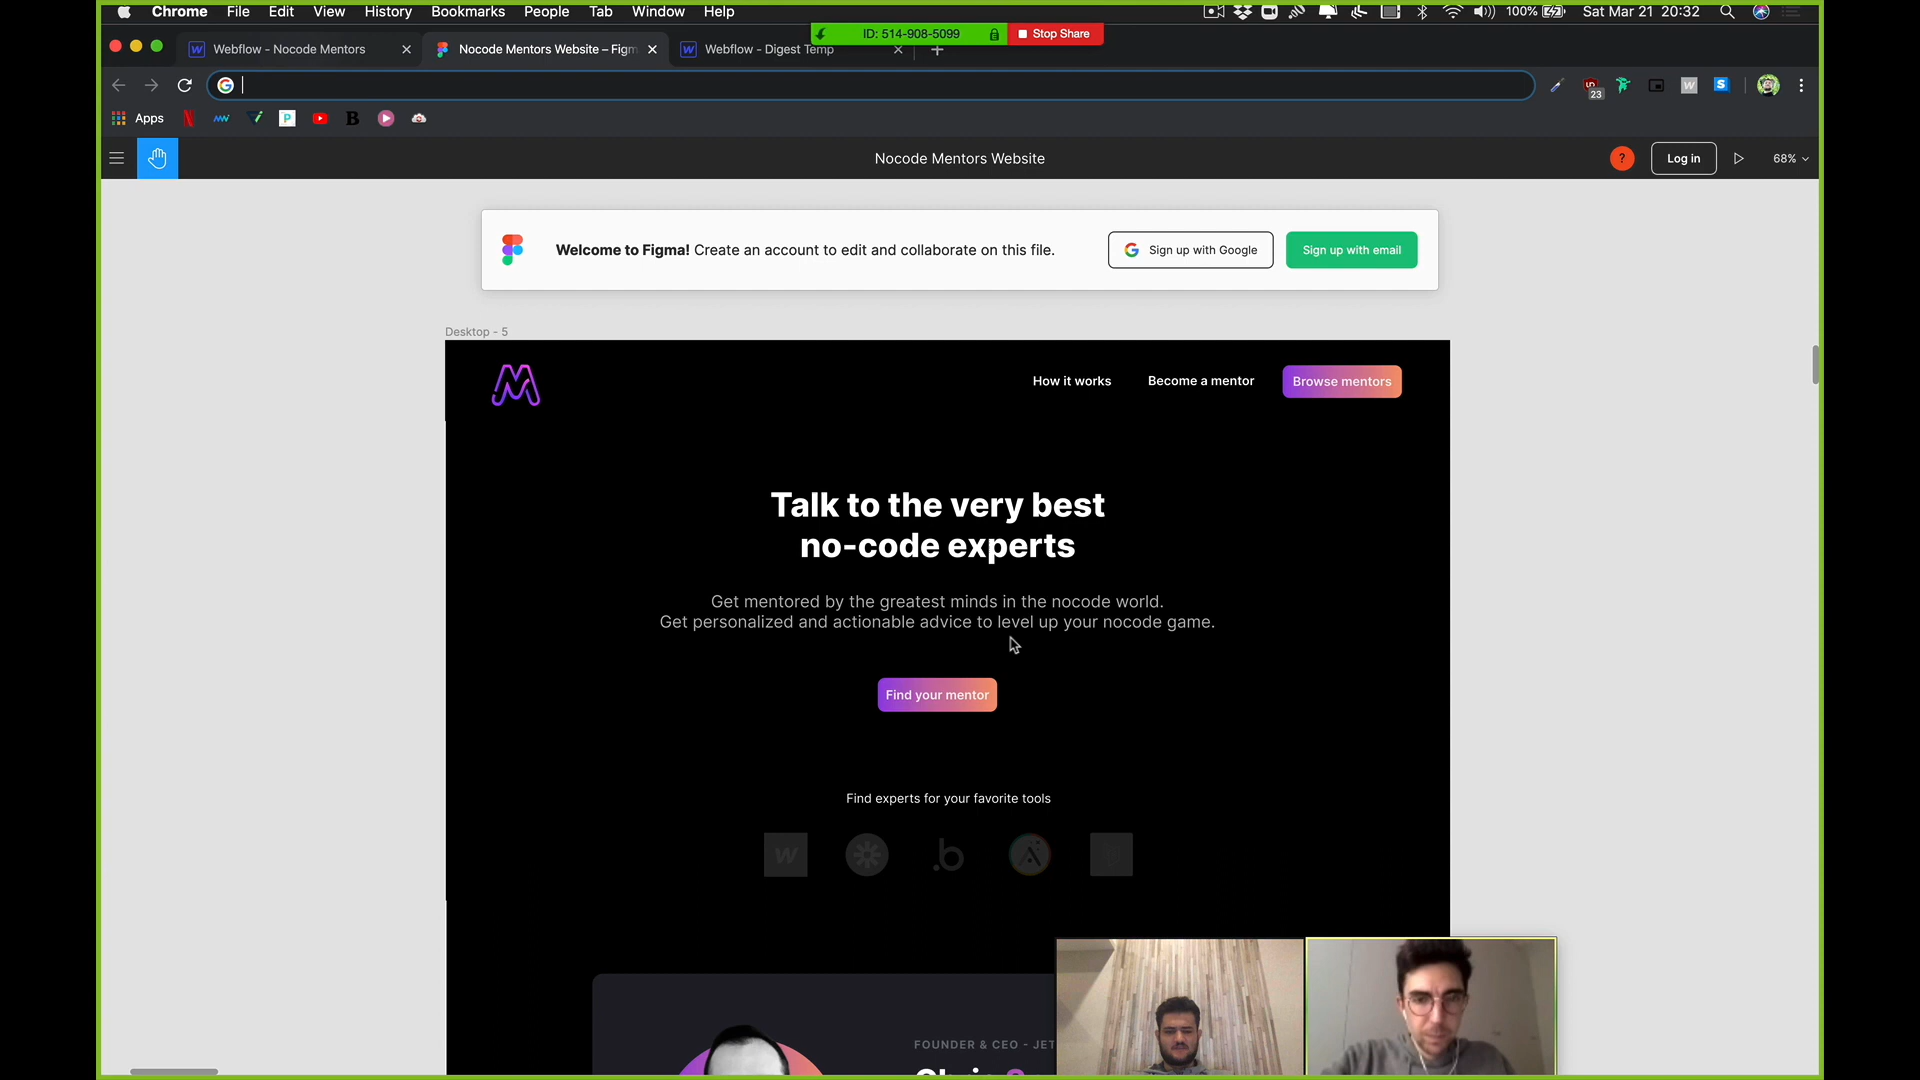 Chrome File Edit View History Bookmarks People Tab Window Help 100% Sat Mar 21 20:32
ID: 514-908-5099 Stop Share
Webflow - Nocode Mentors Nocode Mentors Website – Figm Webflow - Digest Temp
23
Apps
Nocode Mentors Website
? Log in 68%
Welcome to Figma! Create an account to edit and collaborate on this file. Sign up with Google Sign up with email
Desktop - 5
How it works Become a mentor Browse mentors
Talk to the very best
no-code experts
Get mentored by the greatest minds in the nocode world.
Get personalized and actionable advice to level up your nocode game.
Find your mentor
Find experts for your favorite tools
FOUNDER & CEO - JET